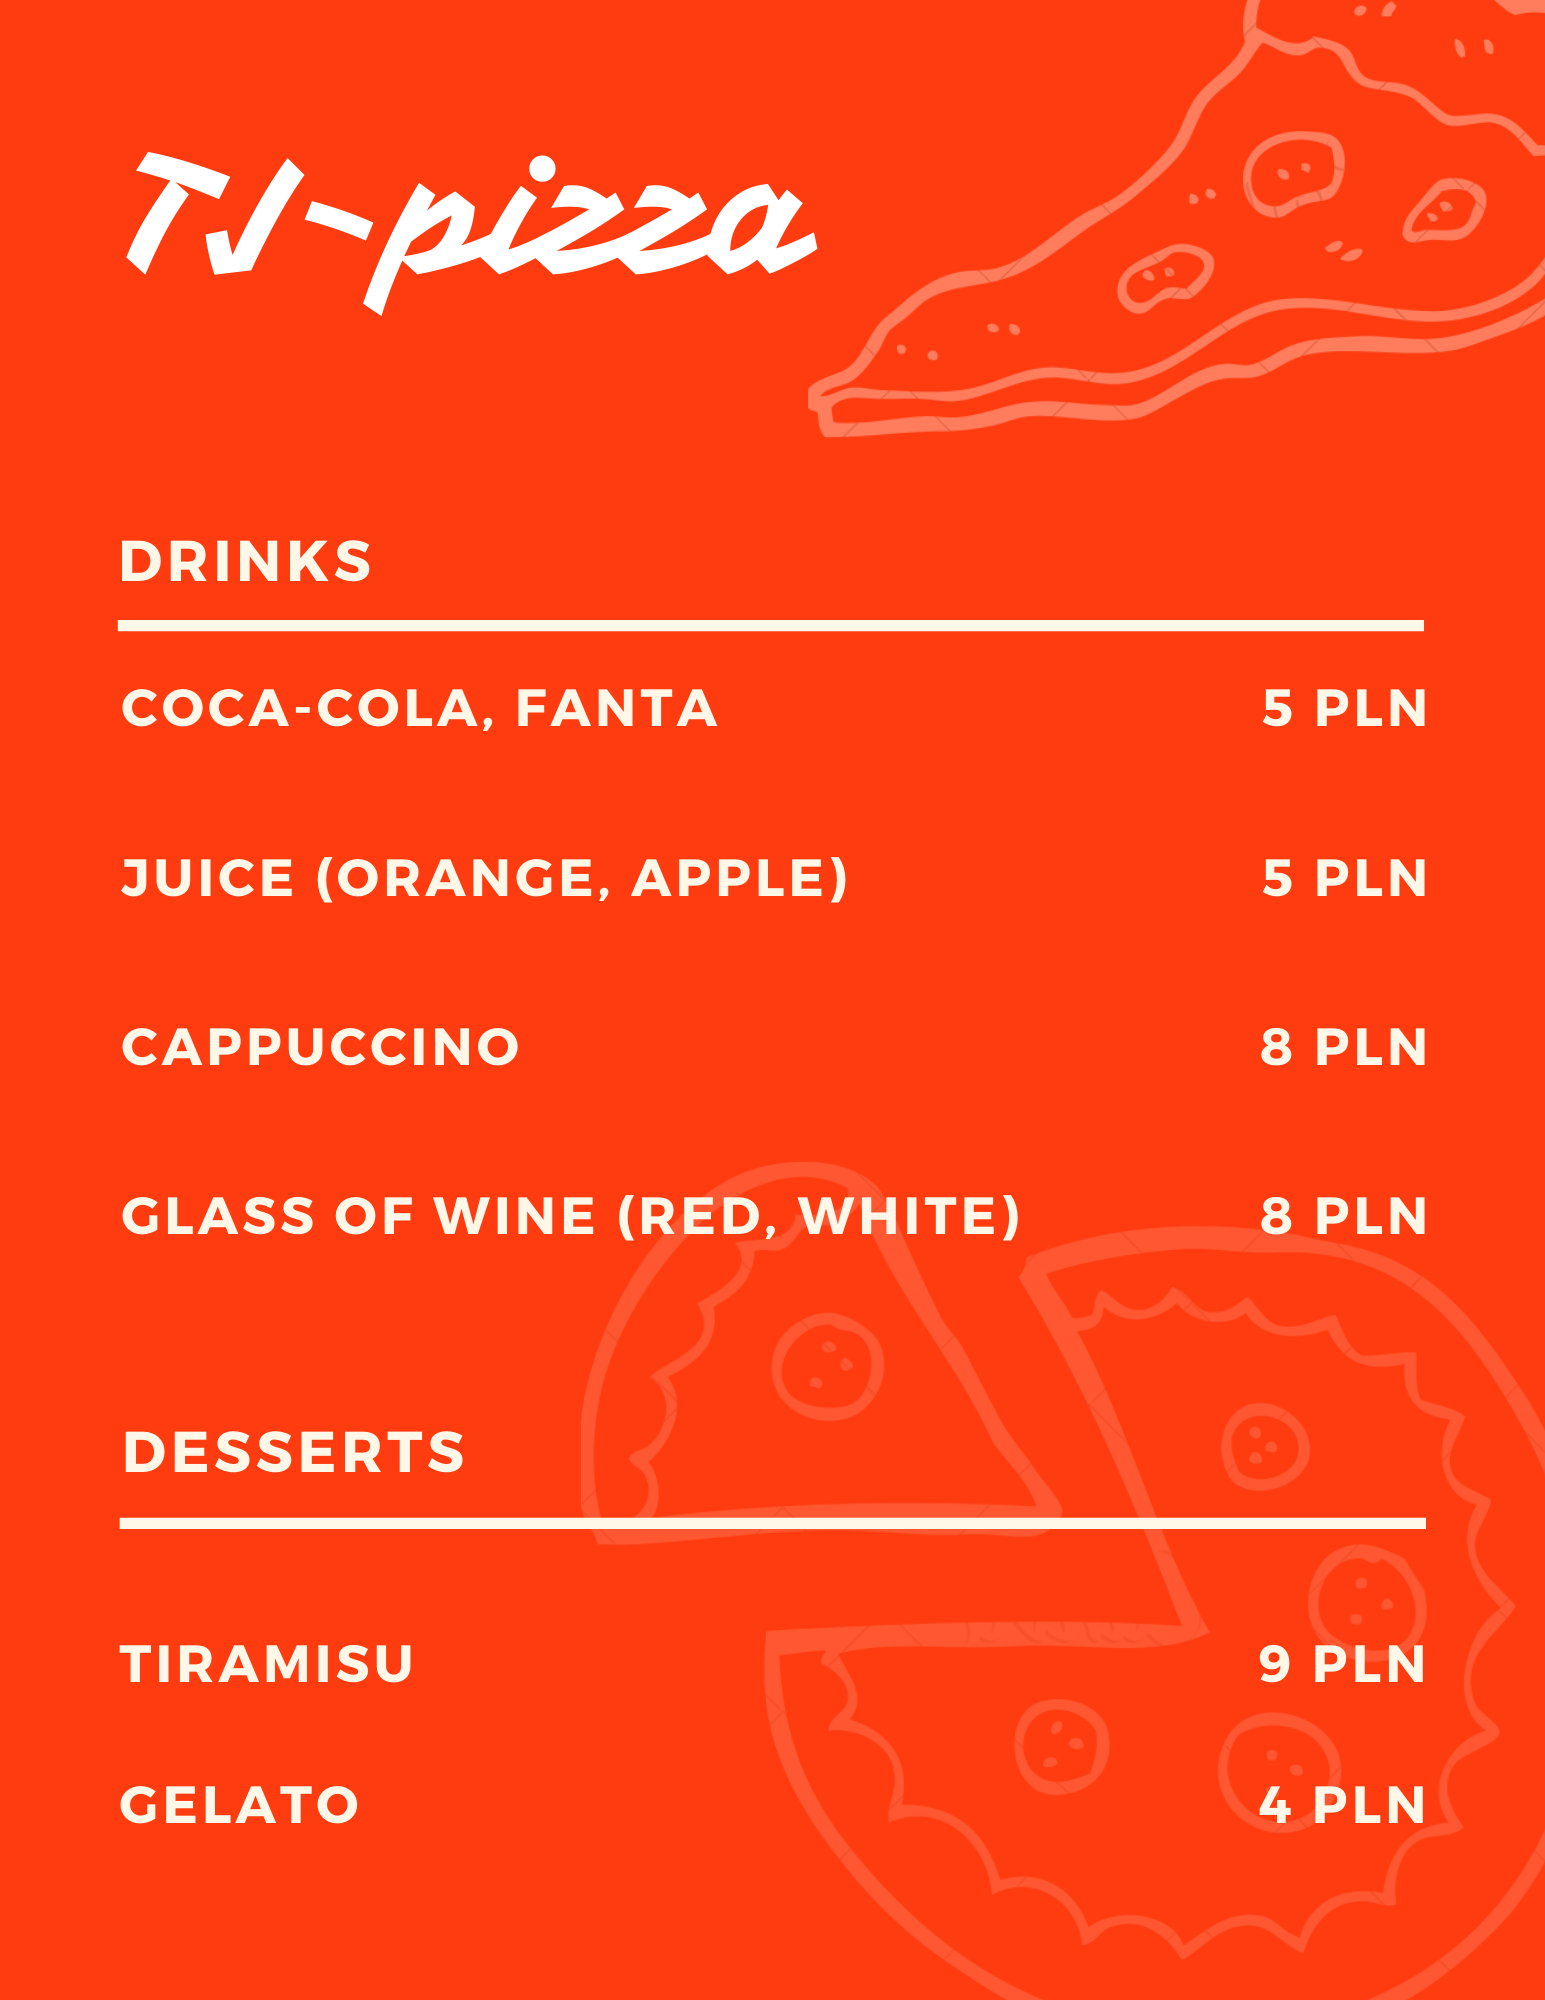 TJ-pizza
DRINKS
COCA-COLA, FANTA 5 PLN
JUICE (ORANGE, APPLE) 5 PLN
CAPPUCCINO 8 PLN
GLASS OF WINE (RED, WHITE) 8 PLN
DESSERTS
TIRAMISU 9 PLN
GELATO 4 PLN